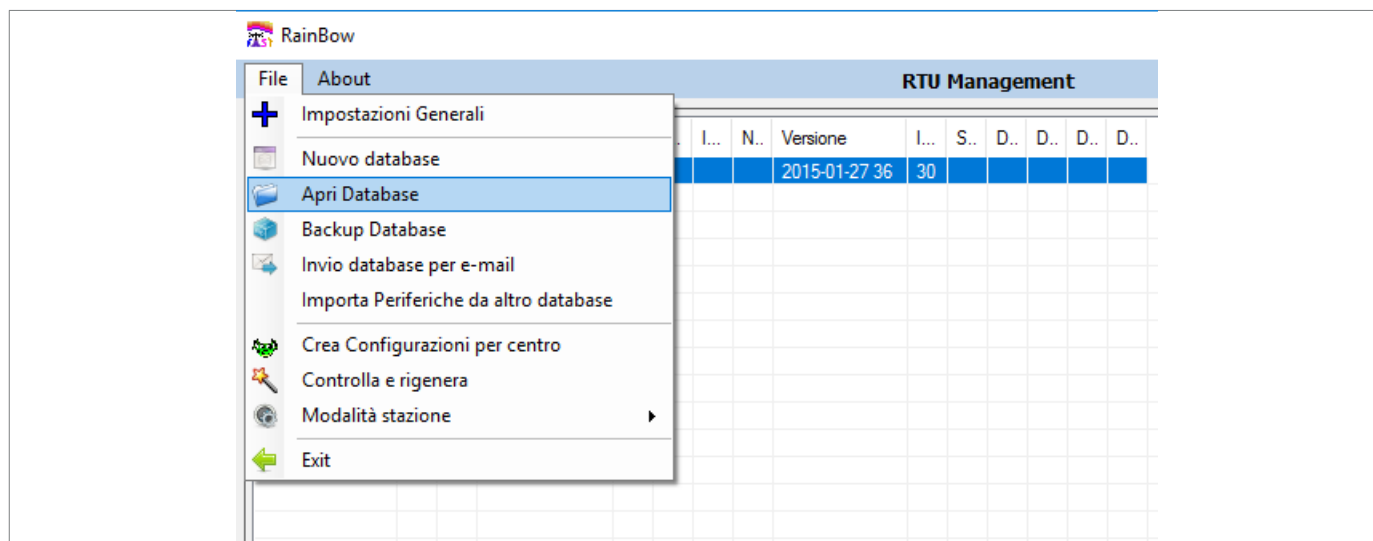 RainBow
File About RTU Management
Impostazioni Generali
. I... N.. Versione I... S.. D.. D.. D.. D..
Nuovo database
2015-01-27 36 30
Apri Database
Backup Database
Invio database per e-mail
Importa Periferiche da altro database
Crea Configurazioni per centro
Controlla e rigenera
Modalità stazione
Exit